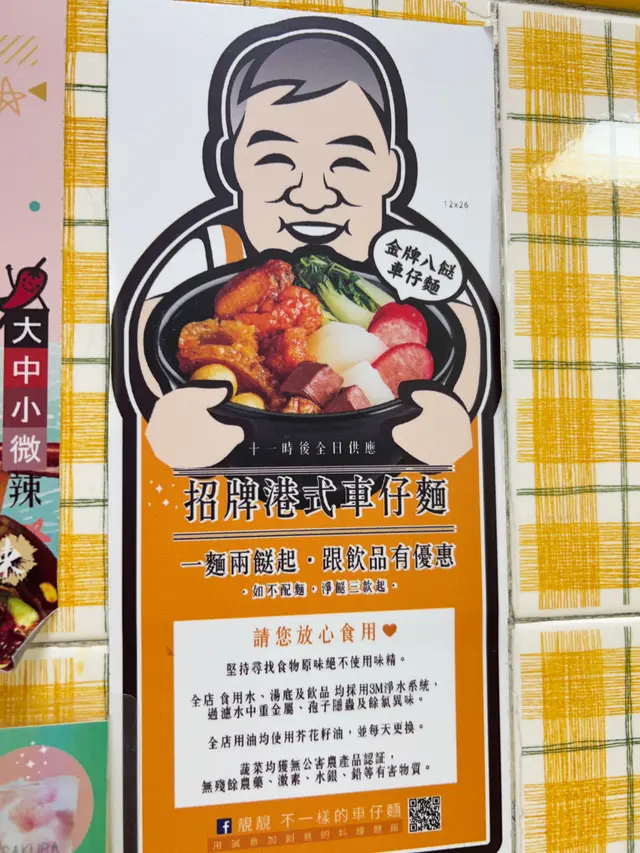 12x26
金牌八餸
車仔麵
十一時後全日供應
招牌港式車仔麵
一麵兩餸起·跟飲品有優惠
·如不配麵，淨餸三款起·
請您放心食用❤
堅持尋找食物原味絕不使用味精。
全店 食用水、湯底及飲品 均採用3M淨水系統，
過濾水中重金屬、孢子隱蟲及餘氣異味。
全店用油均使用芥花籽油，並每天更換。
蔬菜均獲無公害農產品認証，
無殘餘農藥、激素、水銀、鉛等有害物質。
靚靚 不一樣的車仔麵
大
中
小
微
辣
SAKURA